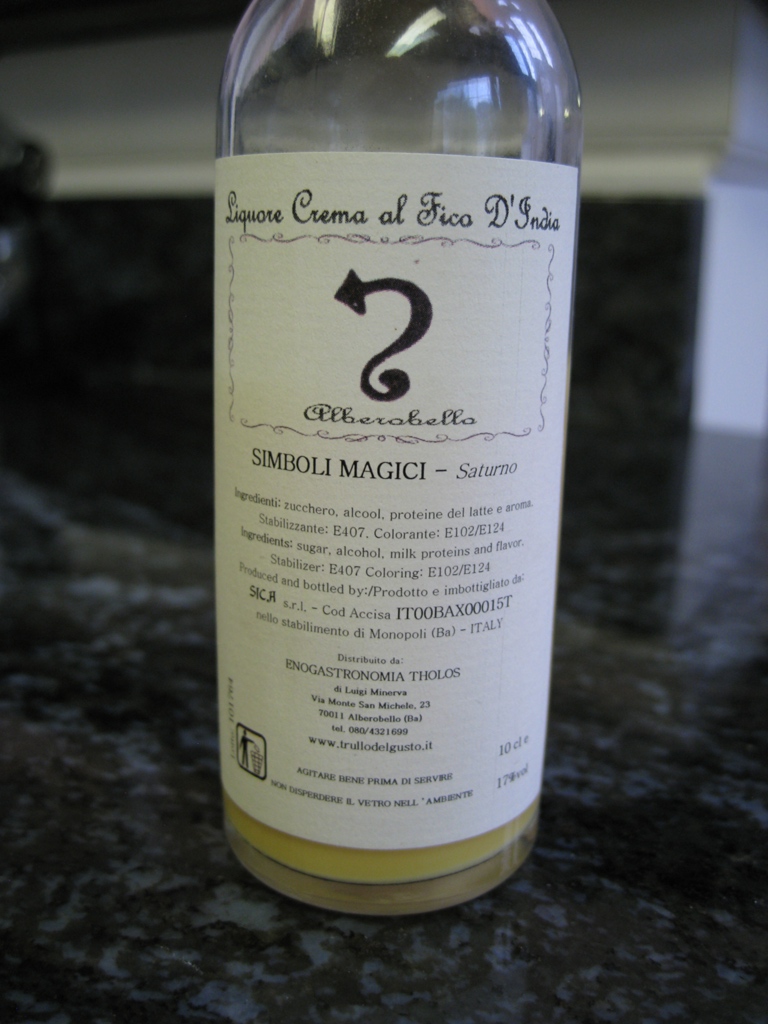 Liquore Crema al Fico D'India
Alberobello
SIMBOLI MAGICI - Saturno
Ingredienti: zucchero, alcool, proteine del latte e aroma.
Stabilizzante: E407. Colorante: E102/E124
Ingredients: sugar, alcohol, milk proteins and flavor.
Stabilizer: E407 Coloring: E102/E124
Produced and bottled by:/Prodotto e imbottigliato da:
SICA s.r.l. - Cod Accisa IT00BAX00015T
nello stabilimento di Monopoli (Ba) - ITALY
Distribuito da:
ENOGASTRONOMIA THOLOS
di Luigi Minerva
Via Monte San Michele, 23
70011 Alberobello (Ba)
tel. 080/4321699
www.trullodelgusto.it
10 cl e
17%vol
AGITARE BENE PRIMA DI SERVIRE
NON DISPERDERE IL VETRO NELL'AMBIENTE